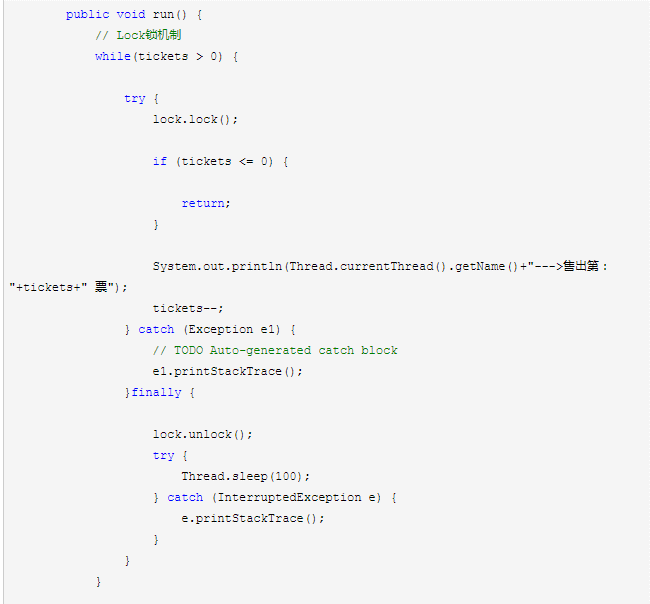 public void run() {
// Lock锁机制
while(tickets > 0) {
try {
lock.lock();
if (tickets <= 0) {
return;
}
System.out.println(Thread.currentThread().getName()+"--->售出第：
"+tickets+" 票");
tickets--;
} catch (Exception e1) {
// TODO Auto-generated catch block
e1.printStackTrace();
}finally {
lock.unlock();
try {
Thread.sleep(100);
} catch (InterruptedException e) {
e.printStackTrace();
}
}
}